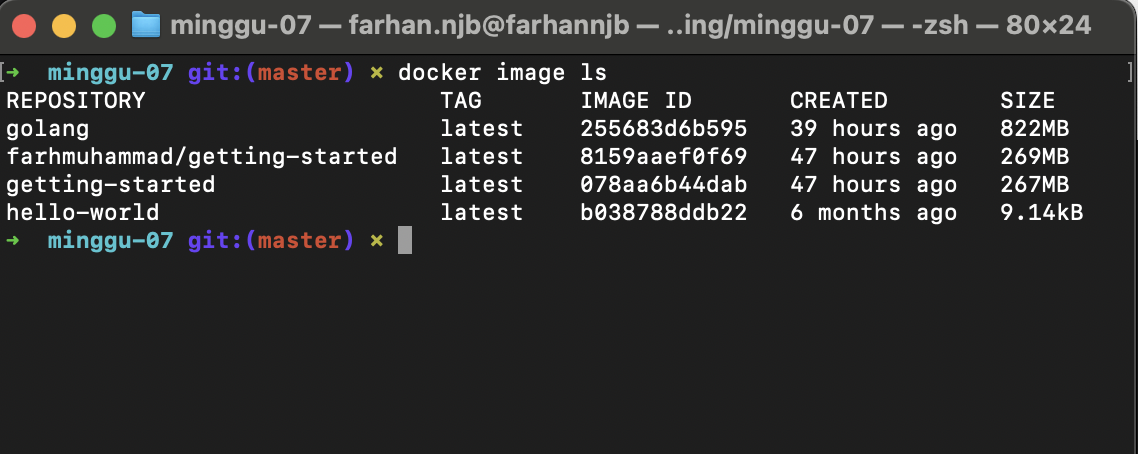 minggu-07 — farhan.njb@farhannjb — ..ing/minggu-07 — -zsh — 80×24
[➜  minggu-07 git:(master) × docker image ls ]
REPOSITORY TAG IMAGE ID CREATED SIZE
golang latest 255683d6b595 39 hours ago 822MB
farhmuhammad/getting-started latest 8159aaef0f69 47 hours ago 269MB
getting-started latest 078aa6b44dab 47 hours ago 267MB
hello-world latest b038788ddb22 6 months ago 9.14kB
➜  minggu-07 git:(master) ×